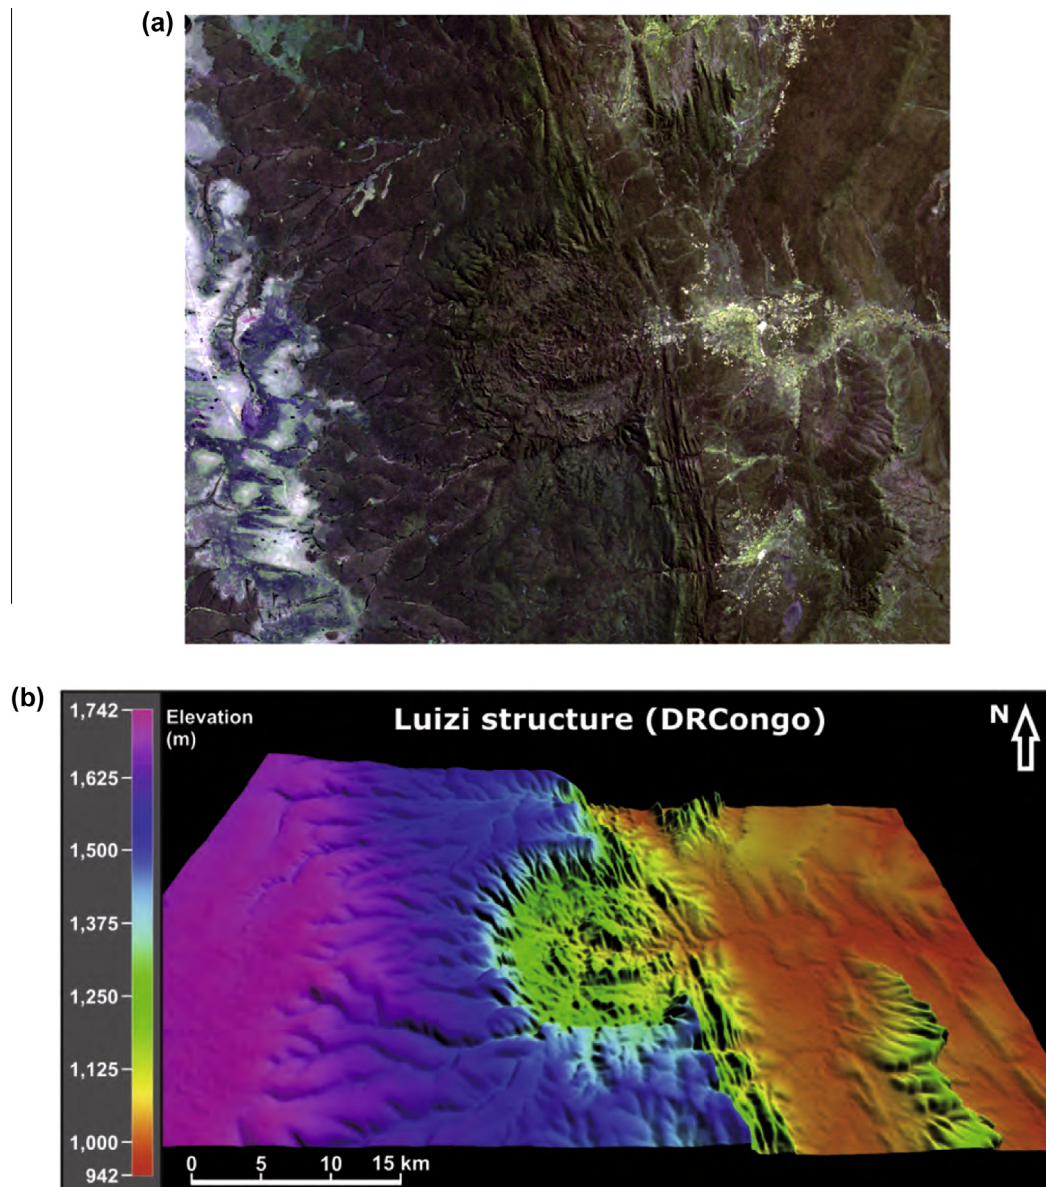 (a)
(b)
1,742
1,625
1,500
1,375
1,250
1,125
1,000
942
Elevation
(m)
Luizi structure (DRCongo)
N
0 5 10 15 km